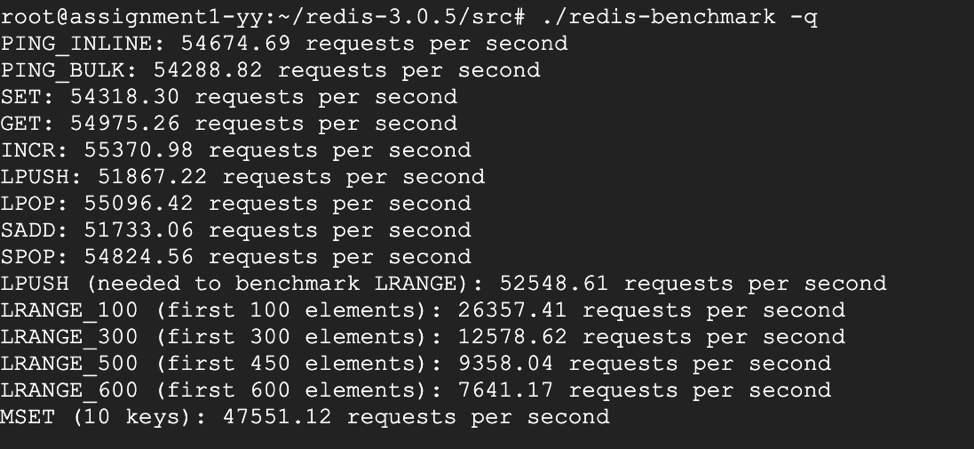 root@assignment1-yy:~/redis-3.0.5/src# ./redis-benchmark -q
PING_INLINE: 54674.69 requests per second
PING_BULK: 54288.82 requests per second
SET: 54318.30 requests per second
GET: 54975.26 requests per second
INCR: 55370.98 requests per second
LPUSH: 51867.22 requests per second
LPOP: 55096.42 requests per second
SADD: 51733.06 requests per second
SPOP: 54824.56 requests per second
LPUSH (needed to benchmark LRANGE): 52548.61 requests per second
LRANGE_100 (first 100 elements): 26357.41 requests per second
LRANGE_300 (first 300 elements): 12578.62 requests per second
LRANGE_500 (first 450 elements): 9358.04 requests per second
LRANGE_600 (first 600 elements): 7641.17 requests per second
MSET (10 keys): 47551.12 requests per second